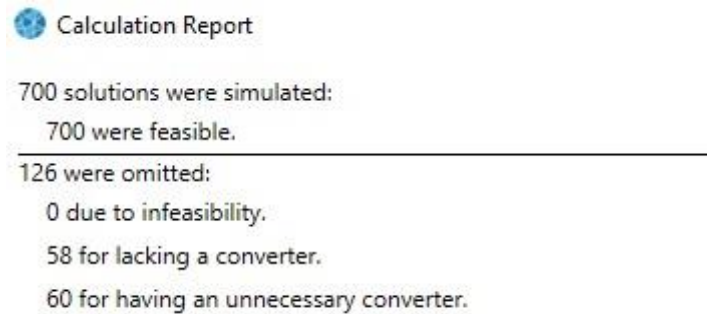 Calculation Report
700 solutions were simulated:
700 were feasible.
126 were omitted:
0 due to infeasibility.
58 for lacking a converter.
60 for having an unnecessary converter.